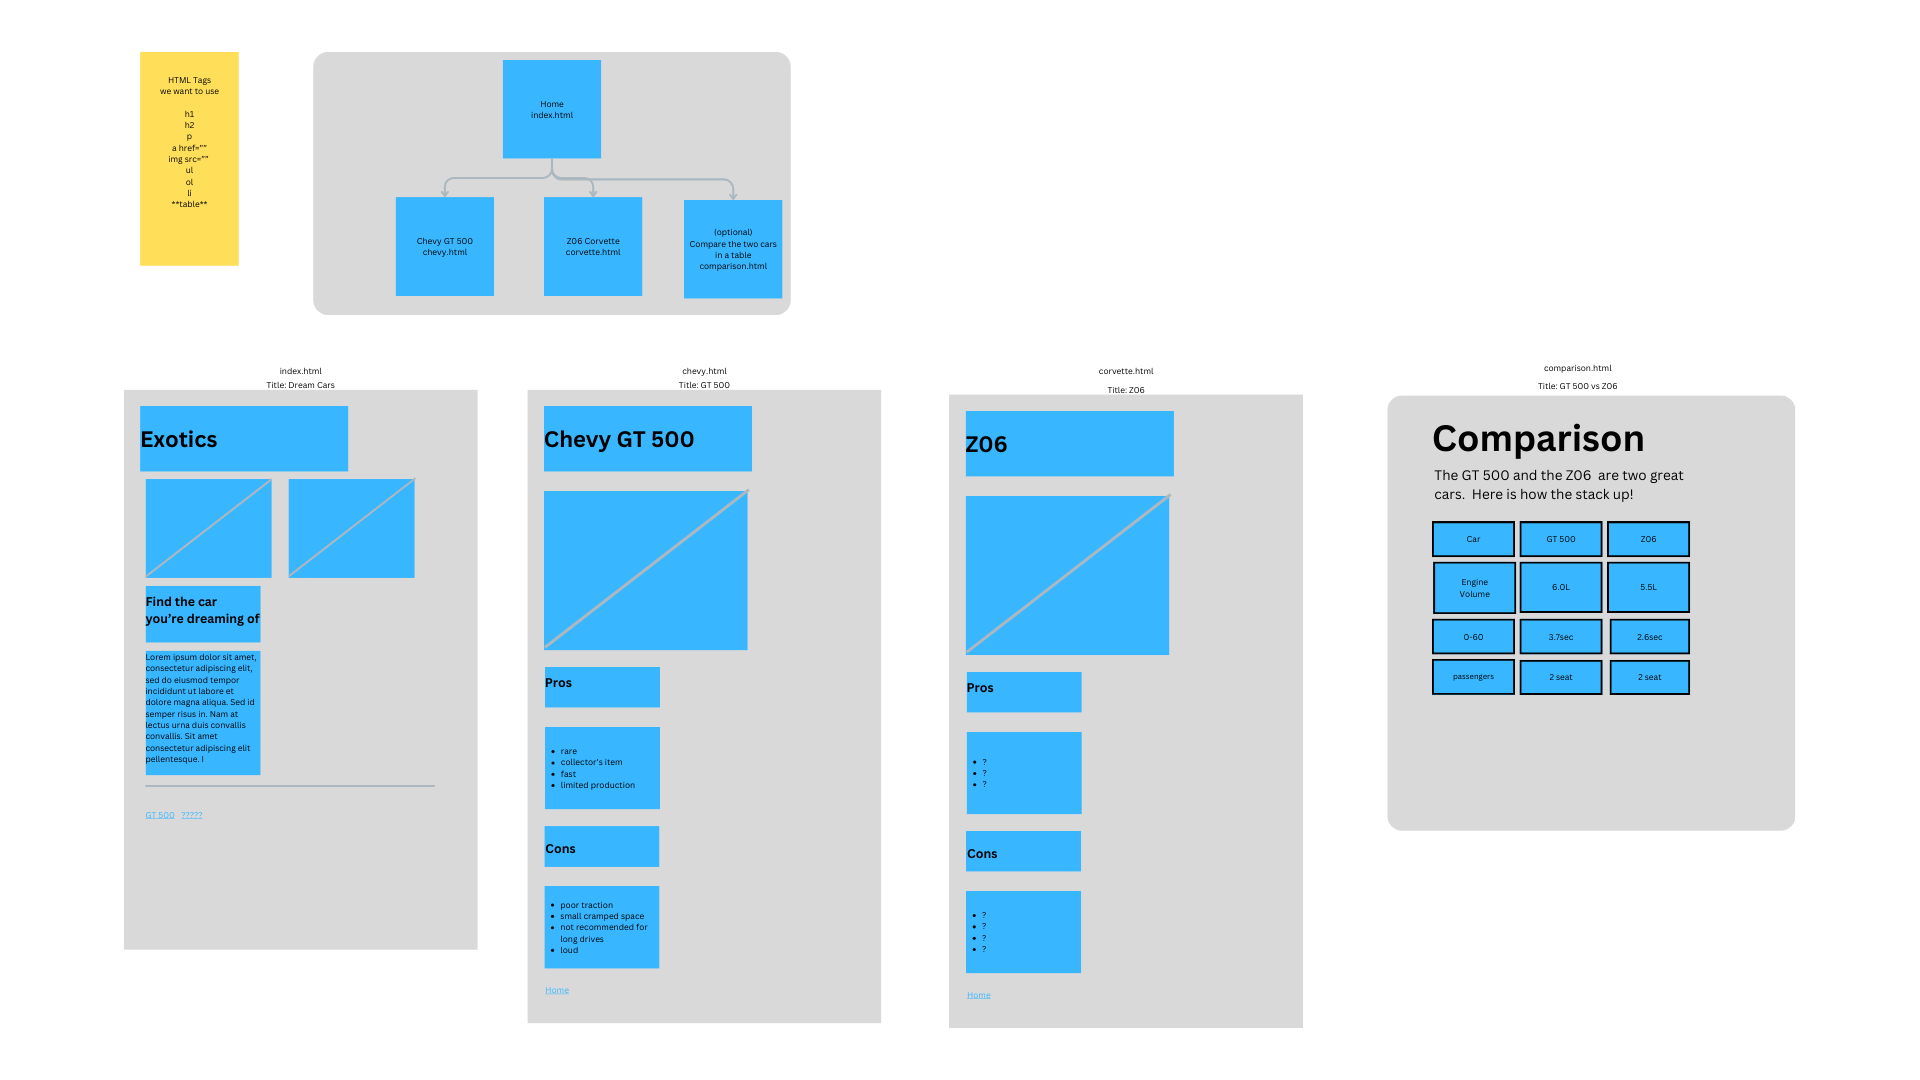 HTML Tags
we want to use
h1
h2
p
a href=””
img src=””
ul
ol
li
**table**
Home
index.html
Chevy GT 500
chevy.html
Z06 Corvette
corvette.html
(optional)
Compare the two cars
in a table
comparison.html
index.html
Title: Dream Cars
Exotics
Find the car
you’re dreaming of
Lorem ipsum dolor sit amet,
consectetur adipiscing elit,
sed do eiusmod tempor
incididunt ut labore et
dolore magna aliqua. Sed id
semper risus in. Nam at
lectus urna duis convallis
convallis. Sit amet
consectetur adipiscing elit
pellentesque. I
GT 500 ?????
chevy.html
Title: GT 500
Chevy GT 500
Pros
• rare
• collector's item
• fast
• limited production
Cons
• poor traction
• small cramped space
• not recommended for
long drives
• loud
Home
corvette.html
Title: Z06
Z06
Pros
• ?
• ?
• ?
Cons
• ?
• ?
• ?
• ?
Home
comparison.html
Title: GT 500 vs Z06
Comparison
The GT 500 and the Z06 are two great
cars. Here is how the stack up!
Car GT 500 Z06
Engine
Volume 6.0L 5.5L
0-60 3.7sec 2.6sec
passengers 2 seat 2 seat